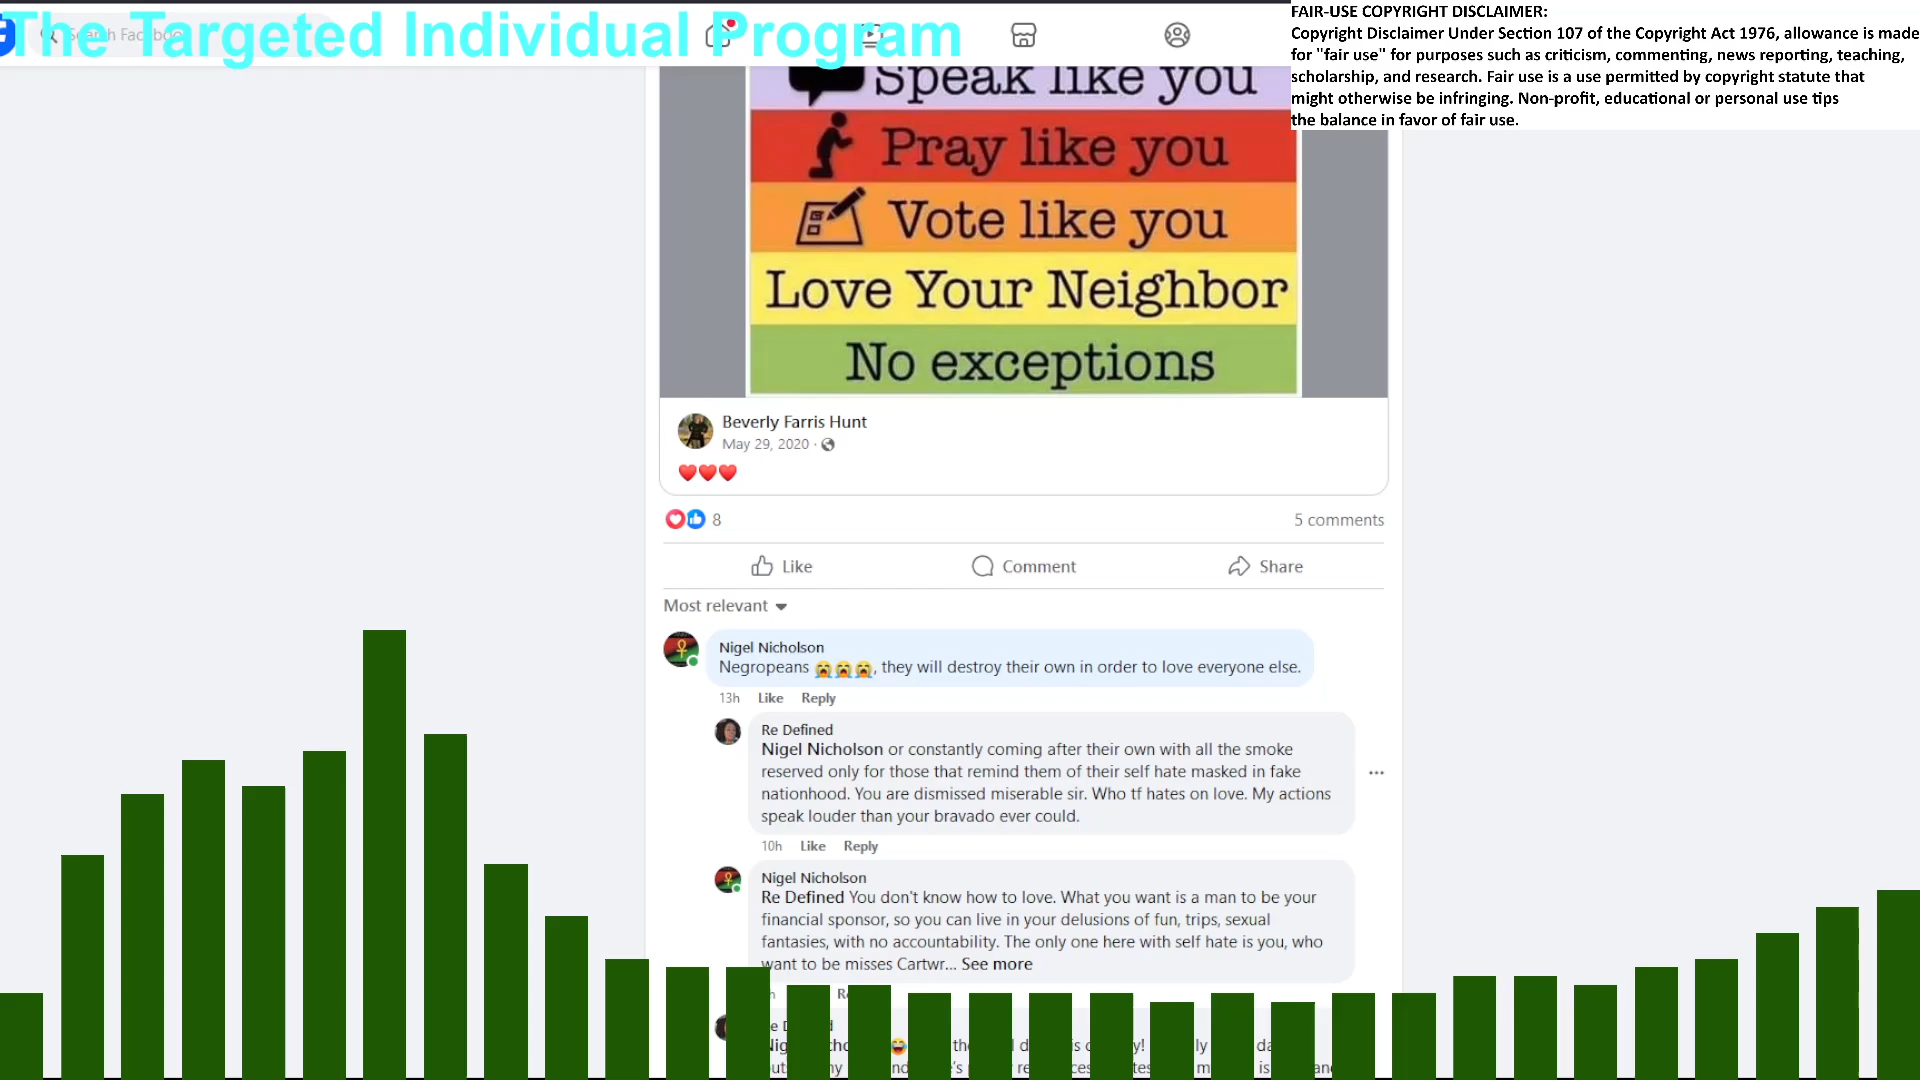 The Targeted Individual Program
Search Facebook
FAIR-USE COPYRIGHT DISCLAIMER:
Copyright Disclaimer Under Section 107 of the Copyright Act 1976, allowance is made
for "fair use" for purposes such as criticism, commenting, news reporting, teaching,
scholarship, and research. Fair use is a use permitted by copyright statute that
might otherwise be infringing. Non-profit, educational or personal use tips
the balance in favor of fair use.
Speak like you
Pray like you
Vote like you
Love Your Neighbor
No exceptions
Beverly Farris Hunt
May 29, 2020 ·
❤️❤️❤️
8
5 comments
Like
Comment
Share
Most relevant
Nigel Nicholson
Negropeans 😭😭😭, they will destroy their own in order to love everyone else.
13h Like Reply
Re Defined
Nigel Nicholson or constantly coming after their own with all the smoke
reserved only for those that remind them of their self hate masked in fake
nationhood. You are dismissed miserable sir. Who tf hates on love. My actions
speak louder than your bravado ever could.
10h Like Reply
Nigel Nicholson
Re Defined You don't know how to love. What you want is a man to be your
financial sponsor, so you can live in your delusions of fun, trips, sexual
fantasies, with no accountability. The only one here with self hate is you, who
want to be misses Cartwr... See more